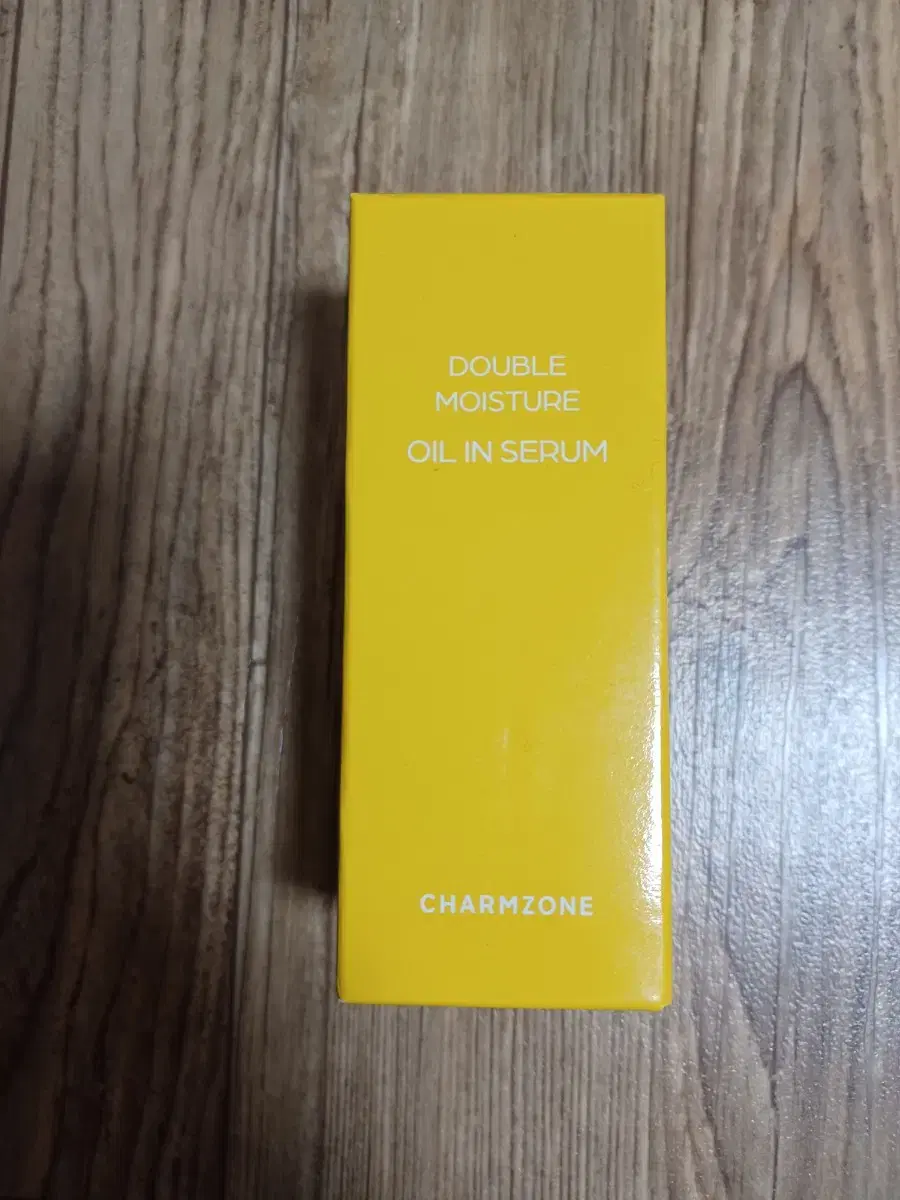 DOUBLE
MOISTURE
OIL IN SERUM
CHARMZONE